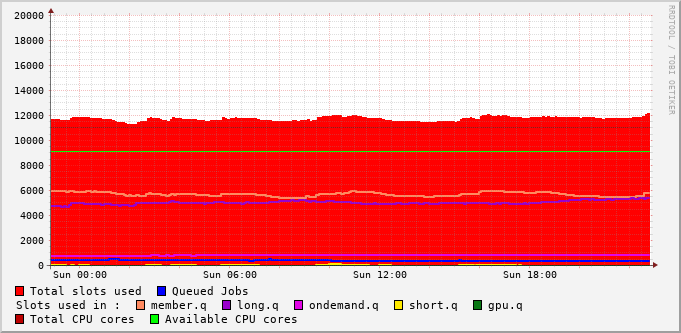 20000
18000
16000
14000
12000
10000
8000
6000
4000
2000
0
Sun 00:00 Sun 06:00 Sun 12:00 Sun 18:00
Total slots used Queued Jobs
Slots used in : member.q long.q ondemand.q short.q gpu.q
Total CPU cores Available CPU cores
RRDTOOL / TOBI OETIKER